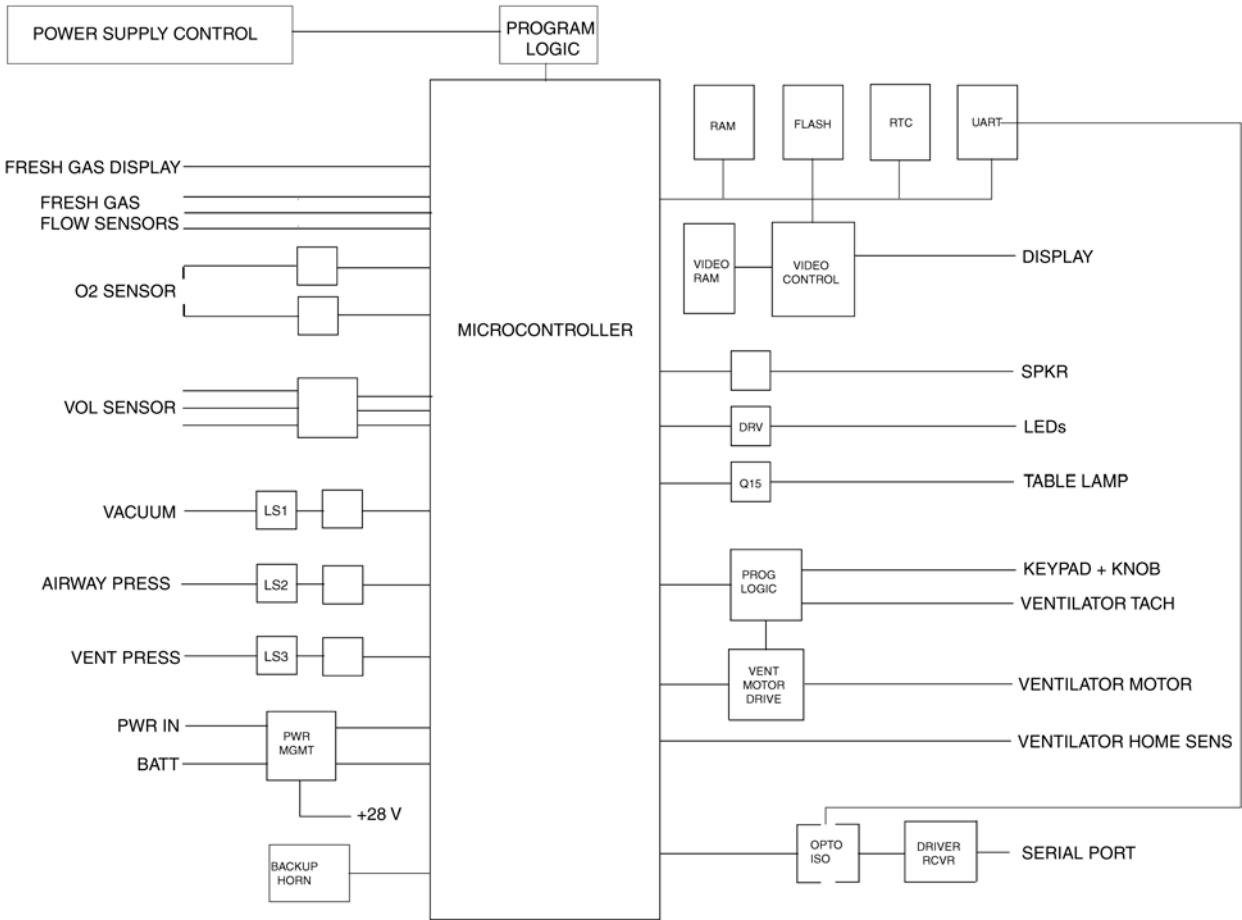 POWER SUPPLY CONTROL
PROGRAM
LOGIC
RAM
FLASH
RTC
UART
FRESH GAS DISPLAY
FRESH GAS
FLOW SENSORS
O2 SENSOR
VOL SENSOR
VACUUM
LS1
AIRWAY PRESS
LS2
VENT PRESS
LS3
PWR IN
BATT
PWR
MGMT
+28 V
BACKUP
HORN
MICROCONTROLLER
VIDEO
RAM
VIDEO
CONTROL
DISPLAY
SPKR
DRV
LEDs
Q15
TABLE LAMP
PROG
LOGIC
KEYPAD + KNOB
VENTILATOR TACH
VENT
MOTOR
DRIVE
VENTILATOR MOTOR
VENTILATOR HOME SENS
OPTO
ISO
DRIVER
RCVR
SERIAL PORT